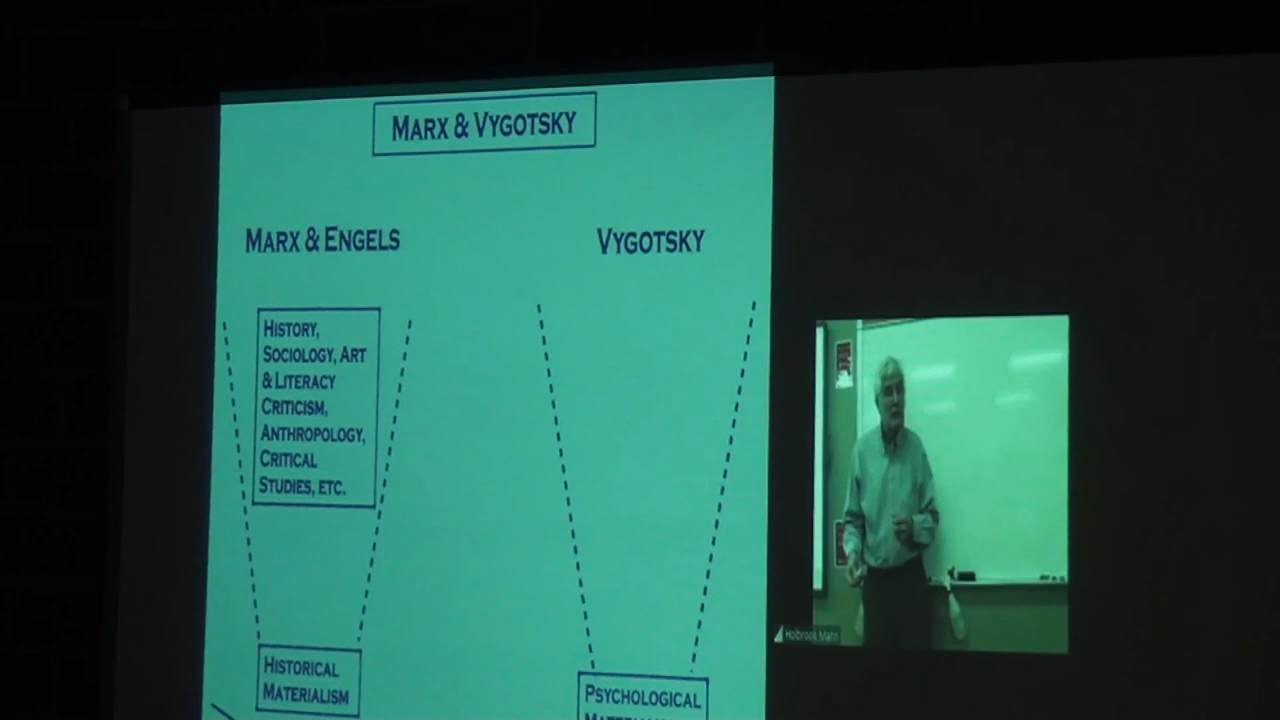 MARX & VYGOTSKY
MARX & ENGELS
VYGOTSKY
HISTORY,
SOCIOLOGY, ART
& LITERACY
CRITICISM,
ANTHROPOLOGY,
CRITICAL
STUDIES, ETC.
HISTORICAL
MATERIALISM
PSYCHOLOGICAL
Holbrook Mahn